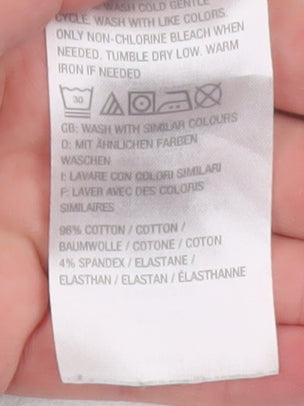 WASH COLD GENTLE
CYCLE. WASH WITH LIKE COLORS.
ONLY NON-CHLORINE BLEACH WHEN
NEEDED. TUMBLE DRY LOW. WARM
IRON IF NEEDED
30
GB: WASH WITH SIMILAR COLOURS
D: MIT ÄHNLICHEN FARBEN
WASCHEN
I: LAVARE CON COLORI SIMILARI
F: LAVER AVEC DES COLORIS
SIMILAIRES
96% COTTON / COTTON /
BAUMWOLLE / COTONE / COTON
4% SPANDEX / ELASTANE /
ELASTHAN / ELASTAN / ÉLASTHANNE